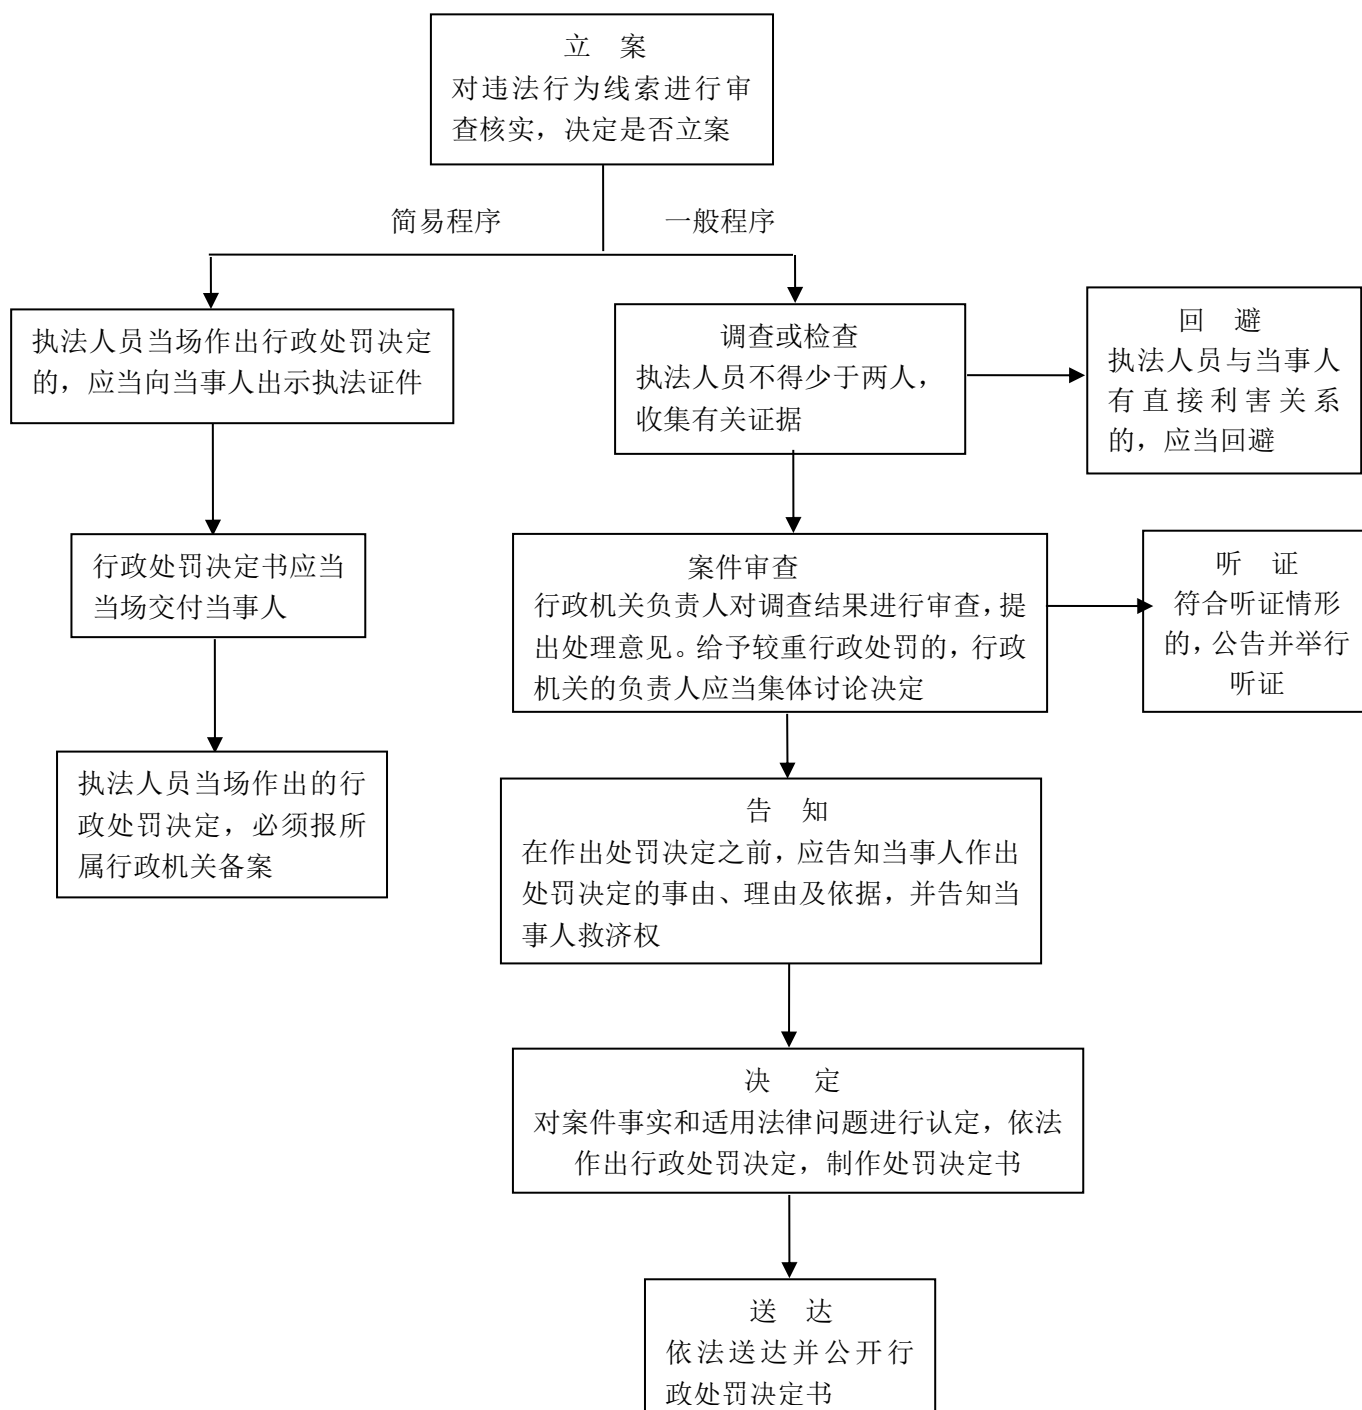 立　案
对违法行为线索进行审
查核实，决定是否立案
简易程序
一般程序
执法人员当场作出行政处罚决定
的，应当向当事人出示执法证件
调查或检查
执法人员不得少于两人，
收集有关证据
回　避
执法人员与当事人
有直接利害关系
的，应当回避
行政处罚决定书应当
当场交付当事人
案件审查
行政机关负责人对调查结果进行审查，提
出处理意见。给予较重行政处罚的，行政
机关的负责人应当集体讨论决定
听　证
符合听证情形
的，公告并举行
听证
执法人员当场作出的行
政处罚决定，必须报所
属行政机关备案
告　知
在作出处罚决定之前，应告知当事人作出
处罚决定的事由、理由及依据，并告知当
事人救济权
决　定
对案件事实和适用法律问题进行认定，依法
作出行政处罚决定，制作处罚决定书
送　达
依法送达并公开行
政处罚决定书